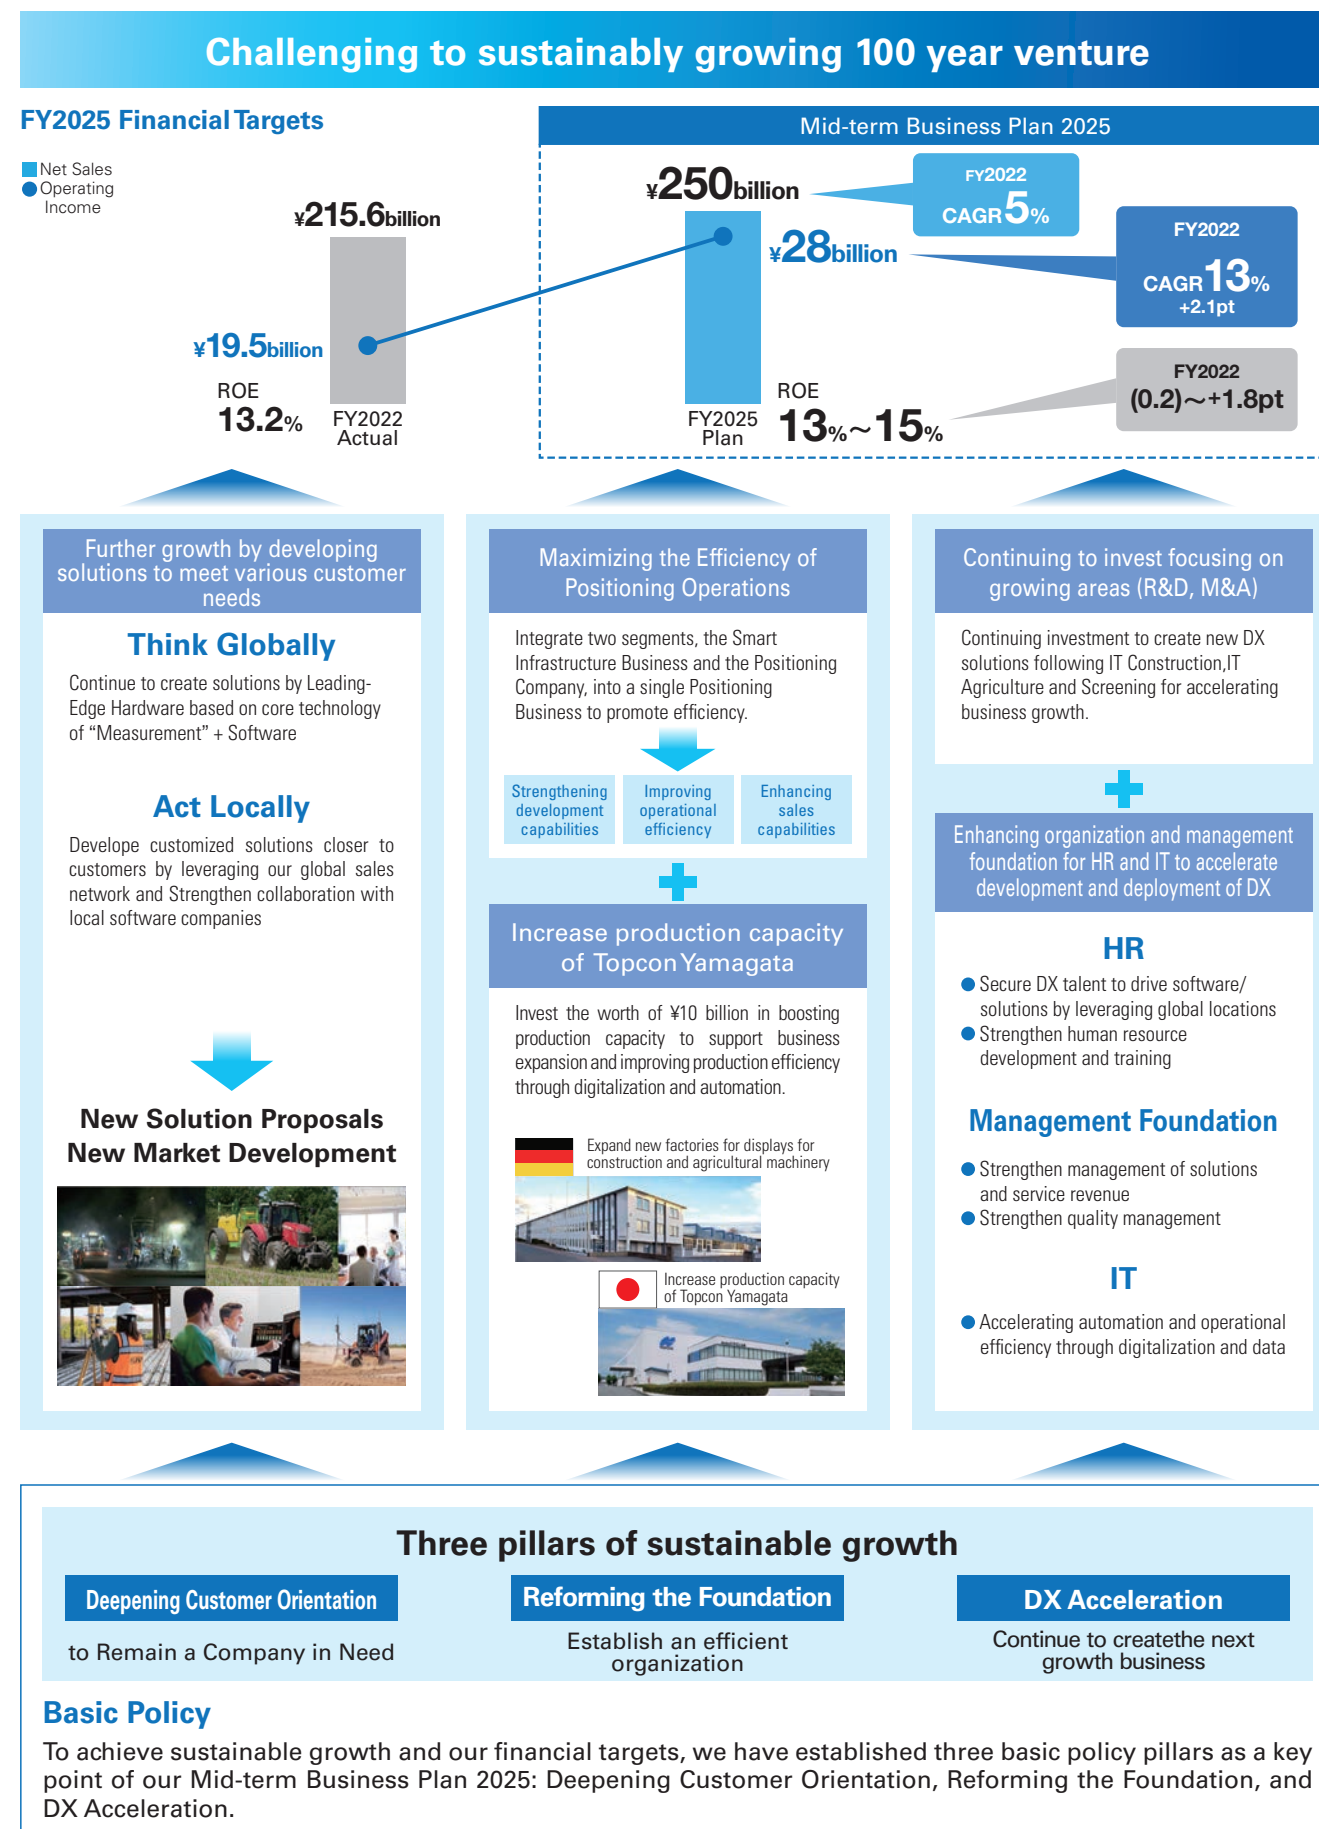 Challenging to sustainably growing 100 year venture
FY2025 Financial Targets
Net Sales
Operating
Income
¥215.6billion
¥19.5billion
ROE
13.2%
FY2022
Actual
Mid-term Business Plan 2025
¥250billion
FY2022
CAGR5%
¥28billion
FY2022
CAGR13%
+2.1pt
FY2025
Plan
ROE
13%~15%
FY2022
(0.2)~+1.8pt
Further growth by developing
solutions to meet various customer
needs
Think Globally
Continue to create solutions by Leading-
Edge Hardware based on core technology
of “Measurement” + Software
Act Locally
Develope customized solutions closer to
customers by leveraging our global sales
network and Strengthen collaboration with
local software companies
New Solution Proposals
New Market Development
Maximizing the Efficiency of
Positioning Operations
Integrate two segments, the Smart
Infrastructure Business and the Positioning
Company, into a single Positioning
Business to promote efficiency.
Strengthening
development
capabilities
Improving
operational
efficiency
Enhancing
sales
capabilities
Increase production capacity
of Topcon Yamagata
Invest the worth of ¥10 billion in boosting
production capacity to support business
expansion and improving production efficiency
through digitalization and automation.
Expand new factories for displays for
construction and agricultural machinery
Increase production capacity
of Topcon Yamagata
Continuing to invest focusing on
growing areas (R&D, M&A)
Continuing investment to create new DX
solutions following IT Construction,IT
Agriculture and Screening for accelerating
business growth.
Enhancing organization and management
foundation for HR and IT to accelerate
development and deployment of DX
HR
Secure DX talent to drive software/
solutions by leveraging global locations
Strengthen human resource
development and training
Management Foundation
Strengthen management of solutions
and service revenue
Strengthen quality management
IT
Accelerating automation and operational
efficiency through digitalization and data
Three pillars of sustainable growth
Deepening Customer Orientation
to Remain a Company in Need
Reforming the Foundation
Establish an efficient
organization
DX Acceleration
Continue to createthe next
growth business
Basic Policy
To achieve sustainable growth and our financial targets, we have established three basic policy pillars as a key
point of our Mid-term Business Plan 2025: Deepening Customer Orientation, Reforming the Foundation, and
DX Acceleration.